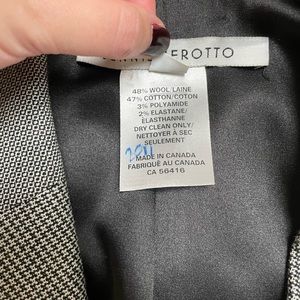 EROTTO
48% WOOL/LAINE
47% COTTON/COTON
3% POLYAMIDE
2% ELASTANE/
ÉLASTHANNE
DRY CLEAN ONLY/
NETTOYER À SEC
SEULEMENT
MADE IN CANADA
FABRIQUÉ AU CANADA
CA 56416